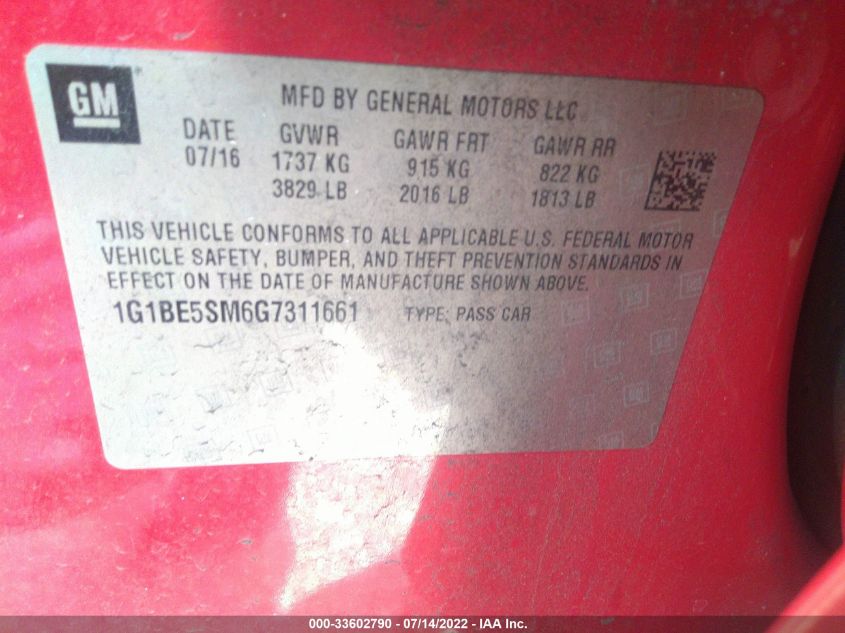 GM
MFD BY GENERAL MOTORS LLC
DATE GVWR GAWR FRT GAWR RR
07/16 1737 KG 915 KG 822 KG
3829 LB 2016 LB 1813 LB
THIS VEHICLE CONFORMS TO ALL APPLICABLE U.S. FEDERAL MOTOR
VEHICLE SAFETY, BUMPER, AND THEFT PREVENTION STANDARDS IN
EFFECT ON THE DATE OF MANUFACTURE SHOWN ABOVE.
1G1BE5SM6G7311661 TYPE: PASS CAR
000-33602790 - 07/14/2022 - IAA Inc.